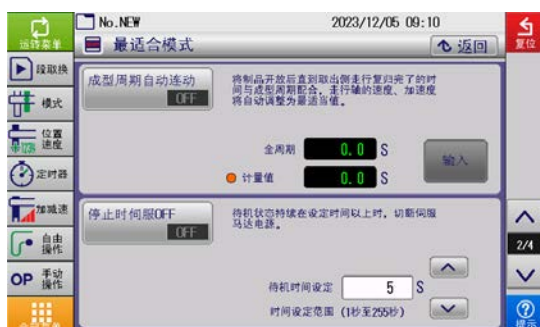 No.NEW 2023/12/05 09:10
运转菜单
最适合模式
返回
复位
段取换
模式
位置
速度
定时器
加减速
自由
操作
OP 手动
操作
成型周期自动连动
OFF
将制品开放后直到取出侧走行复归完了的时
间与成型周期配合，走行轴的速度、加速度
将自动调整为最适当值。
全周期 0.0 S
计量值 0.0 S
输入
停止时伺服OFF
OFF
待机状态持续在设定时间以上时，切断伺服
马达电源。
待机时间设定 5 S
时间设定范围 (1秒至255秒)
2/4
提示